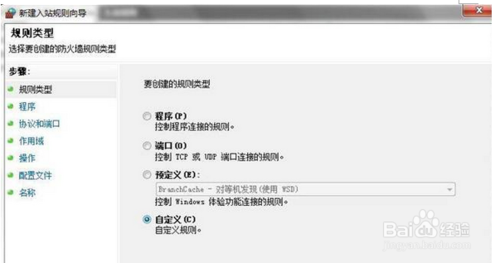 新建入站规则向导
规则类型
选择要创建的防火墙规则类型
步骤:
规则类型
程序
协议和端口
作用域
操作
配置文件
名称
要创建的规则类型
程序(P)
控制程序连接的规则。
端口(O)
控制 TCP 或 UDP 端口连接的规则。
预定义(E):
BranchCache - 对等机发现(使用 WSD)
控制 Windows 体验功能连接的规则。
自定义(C)
自定义规则。
Baidu 经验
jingyan.baidu.com